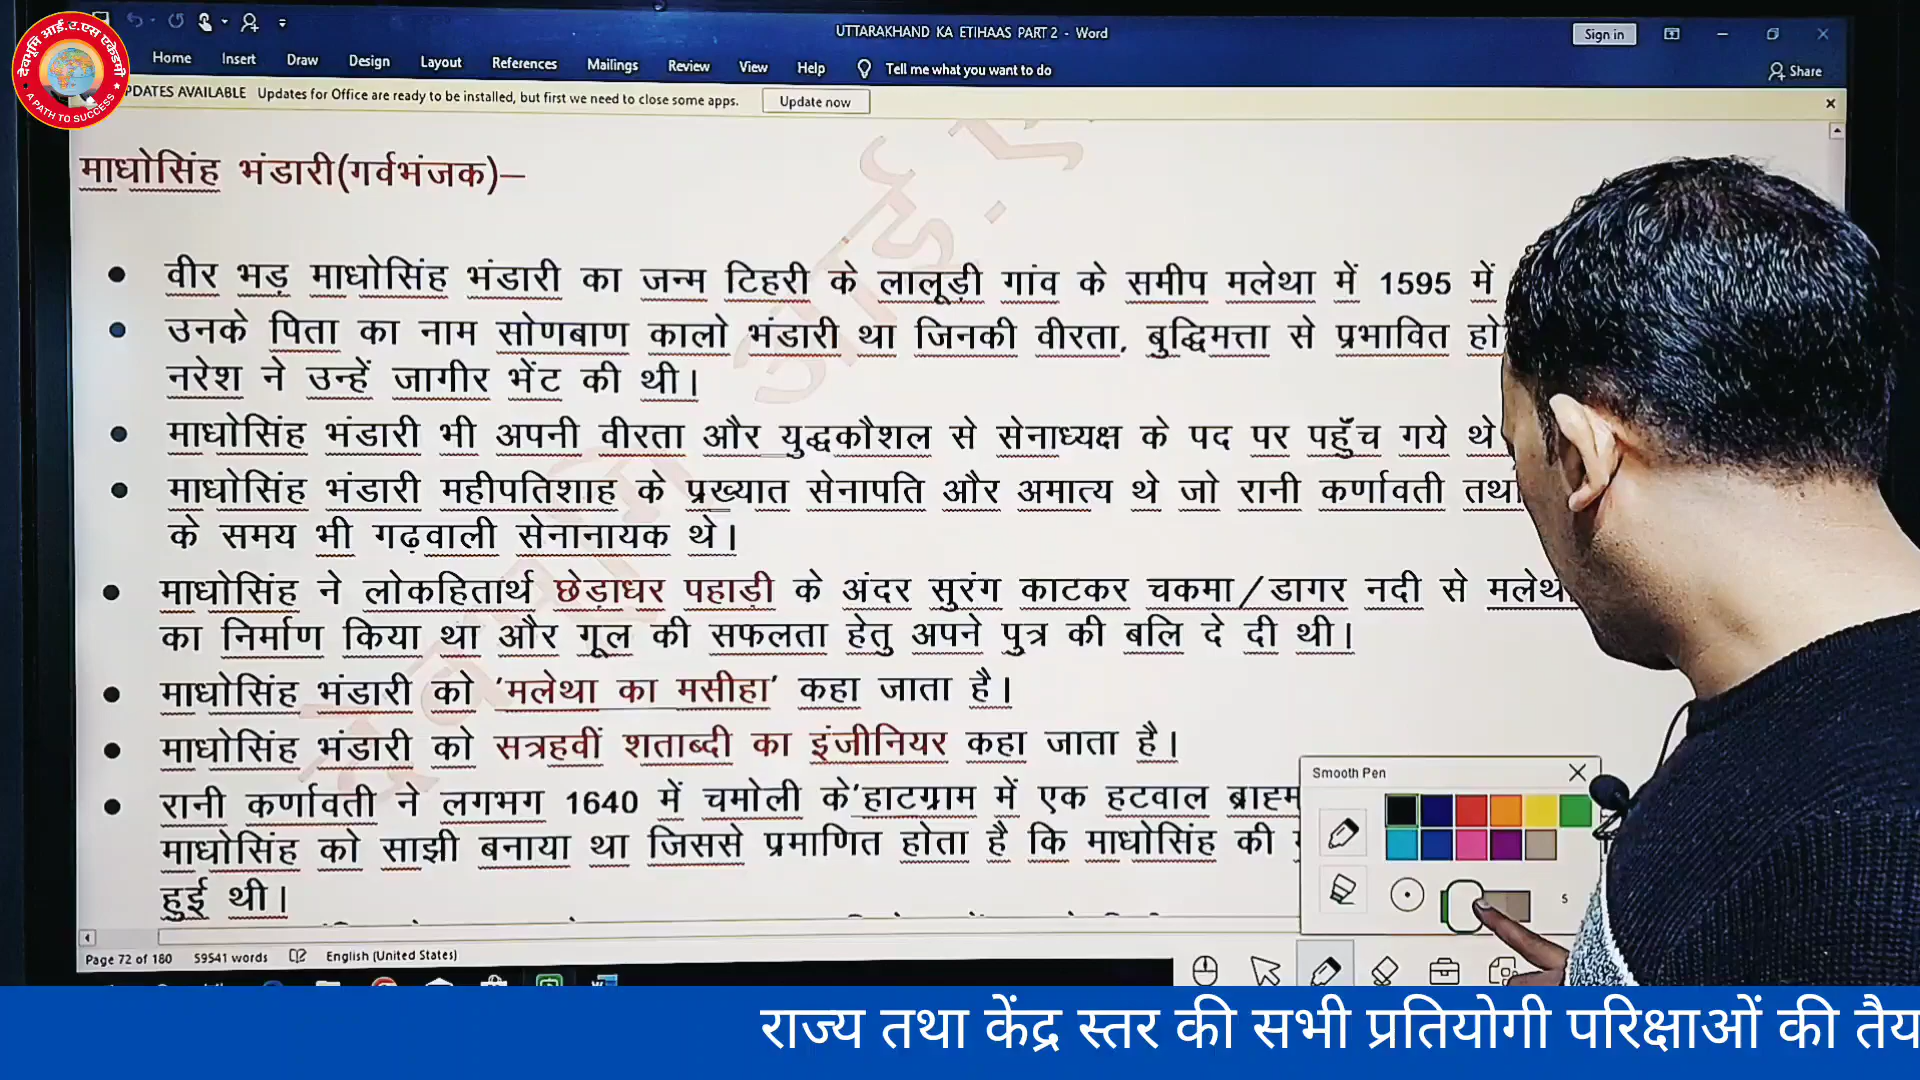 UTTARAKHAND KA ETIHAAS PART 2 - Word
Sign in
Home Insert Draw Design Layout References Mailings Review View Help Tell me what you want to do
Share
PDATES AVAILABLE Updates for Office are ready to be installed, but first we need to close some apps. Update now
देवभूमि आई.ए.एस एकेडमी
A PATH TO SUCCESS
माधोसिंह भंडारी(गर्वभंजक)–
वीर भड़ माधोसिंह भंडारी का जन्म टिहरी के लालूड़ी गांव के समीप मलेथा में 1595 में
उनके पिता का नाम सोणबाण कालो भंडारी था जिनकी वीरता, बुद्धिमत्ता से प्रभावित हो
नरेश ने उन्हें जागीर भेंट की थी।
माधोसिंह भंडारी भी अपनी वीरता और युद्धकौशल से सेनाध्यक्ष के पद पर पहुँच गये थे
माधोसिंह भंडारी महीपतिशाह के प्रख्यात सेनापति और अमात्य थे जो रानी कर्णावती तथा
के समय भी गढ़वाली सेनानायक थे।
माधोसिंह ने लोकहितार्थ छेड़ाधर पहाड़ी के अंदर सुरंग काटकर चकमा/डागर नदी से मलेथ
का निर्माण किया था और गूल की सफलता हेतु अपने पुत्र की बलि दे दी थी।
माधोसिंह भंडारी को 'मलेथा का मसीहा' कहा जाता है।
माधोसिंह भंडारी को सत्रहवीं शताब्दी का इंजीनियर कहा जाता है।
रानी कर्णावती ने लगभग 1640 में चमोली के'हाटग्राम में एक हटवाल ब्राह्म
माधोसिंह को साझी बनाया था जिससे प्रमाणित होता है कि माधोसिंह की
हुई थी।
Smooth Pen
5
Page 72 of 180 59541 words English (United States)
राज्य तथा केंद्र स्तर की सभी प्रतियोगी परिक्षाओं की तैय